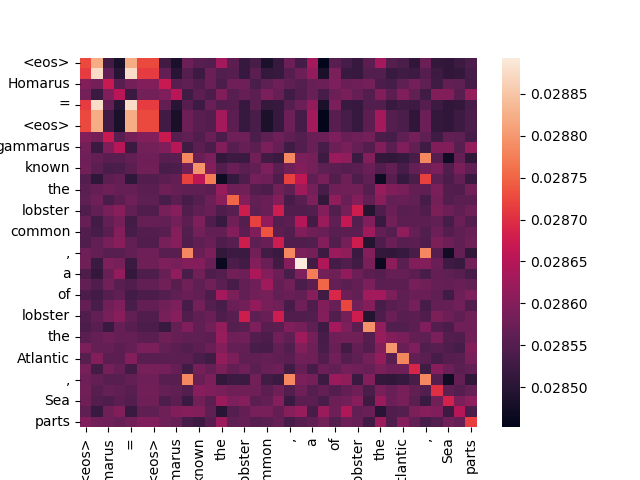 <eos>
Homarus
=
<eos>
gammarus
known
the
lobster
common
,
a
of
lobster
the
Atlantic
,
Sea
parts
0.02885
0.02880
0.02875
0.02870
0.02865
0.02860
0.02855
0.02850
<eos>
marus
=
<eos>
marus
known
the
obster
mmon
,
a
of
obster
the
tlantic
,
Sea
parts